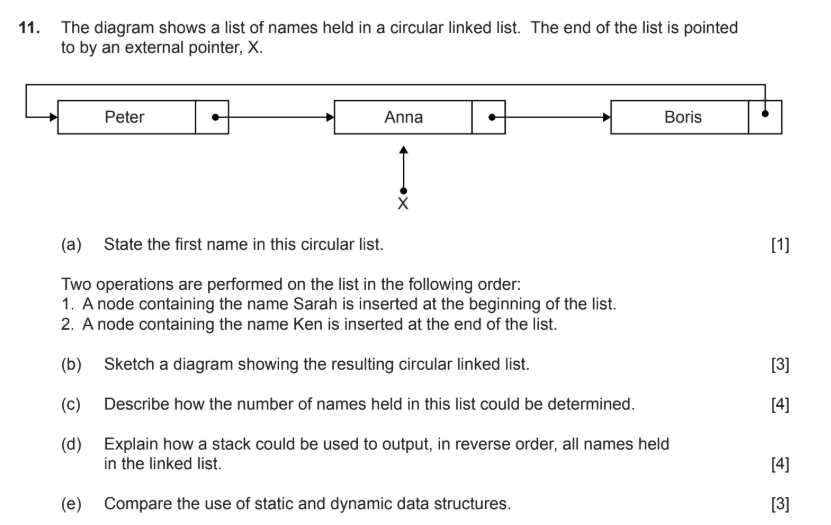 11. The diagram shows a list of names held in a circular linked list. The end of the list is pointed
to by an external pointer, X.
Peter
Anna
Boris
X
(a) State the first name in this circular list. [1]
Two operations are performed on the list in the following order:
1. A node containing the name Sarah is inserted at the beginning of the list.
2. A node containing the name Ken is inserted at the end of the list.
(b) Sketch a diagram showing the resulting circular linked list. [3]
(c) Describe how the number of names held in this list could be determined. [4]
(d) Explain how a stack could be used to output, in reverse order, all names held
in the linked list. [4]
(e) Compare the use of static and dynamic data structures. [3]